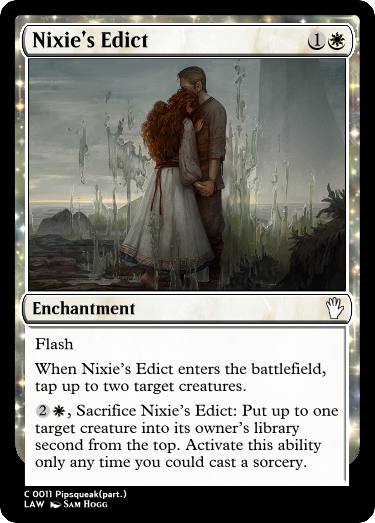 Nixie's Edict 1
Enchantment
Flash
When Nixie's Edict enters the battlefield,
tap up to two target creatures.
2 , Sacrifice Nixie's Edict: Put up to one
target creature into its owner's library
second from the top. Activate this ability
only any time you could cast a sorcery.
C 0011 Pipsqueak(part.)
LAW Sam Hogg